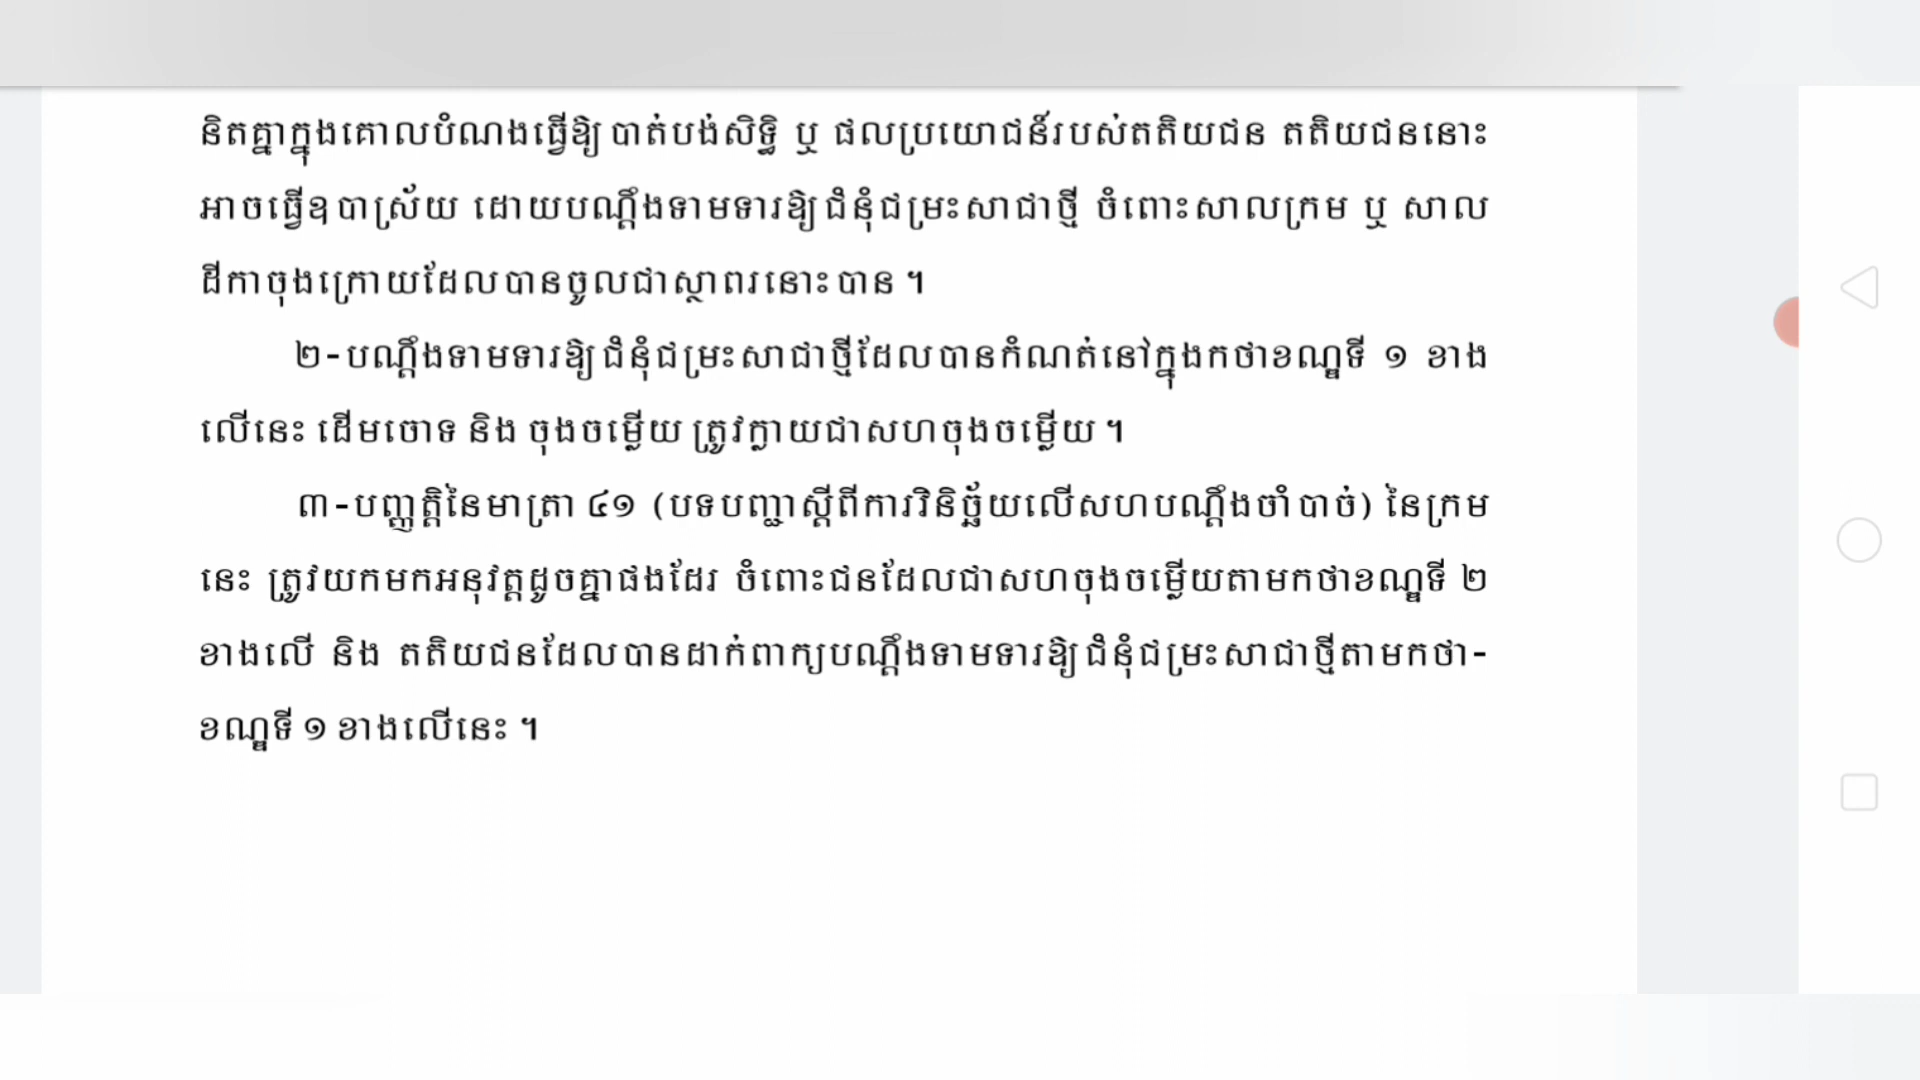 និតគ្នាក្នុងគោលបំណងធ្វើឱ្យបាត់បង់សិទ្ធិ ឬ ផលប្រយោជន៍របស់តតិយជន តតិយជននោះ
អាចធ្វើឧបាស្រ័យ ដោយបណ្ដឹងទាមទារឱ្យជំនុំជម្រះសាជាថ្មី ចំពោះសាលក្រម ឬ សាល
ដីកាចុងក្រោយដែលបានចូលជាស្ថាពរនោះបាន ។
២-បណ្ដឹងទាមទារឱ្យជំនុំជម្រះសាជាថ្មីដែលបានកំណត់នៅក្នុងកថាខណ្ឌទី ១ ខាង
លើនេះ ដើមចោទ និង ចុងចម្លើយ ត្រូវក្លាយជាសហចុងចម្លើយ ។
៣-បញ្ញត្តិនៃមាត្រា ៤១ (បទបញ្ជាស្ដីពីការវិនិច្ឆ័យលើសហបណ្ដឹងចាំបាច់) នៃក្រម
នេះ ត្រូវយកមកអនុវត្តដូចគ្នាផងដែរ ចំពោះជនដែលជាសហចុងចម្លើយតាមកថាខណ្ឌទី ២
ខាងលើ និង តតិយជនដែលបានដាក់ពាក្យបណ្ដឹងទាមទារឱ្យជំនុំជម្រះសាជាថ្មីតាមកថា-
ខណ្ឌទី ១ ខាងលើនេះ ។